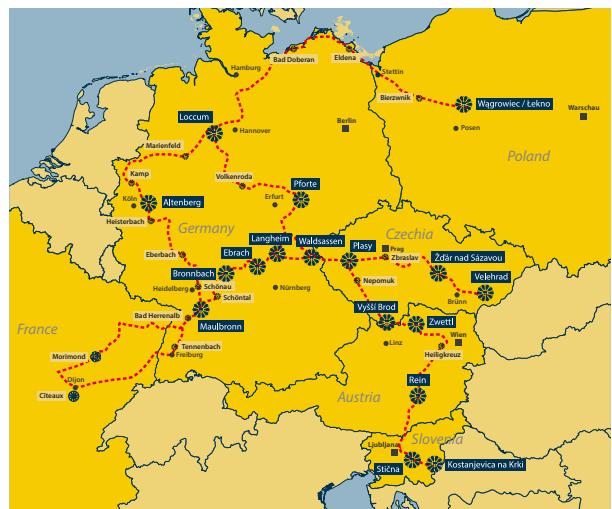 Bad Doberan
Eldena
Hamburg
Stettin
Bierzwnik
Wągrowiec / Łekno
Warschau
Loccum
Hannover
Berlin
Posen
Marienfeld
Poland
Kamp
Volkenroda
Pforte
Köln
Altenberg
Erfurt
Heisterbach
Germany
Langheim
Waldsassen
Czechia
Eberbach
Ebrach
Plasy
Prag
Zbraslav
Žďár nad Sázavou
Bronnbach
Nepomuk
Velehrad
Heidelberg
Schönau
Nürnberg
Schöntal
Brünn
Bad Herrenalb
Maulbronn
Vyšší Brod
Zwettl
France
Wien
Linz
Morimond
Tennenbach
Freiburg
Heiligkreuz
Dijon
Cîteaux
Rein
Austria
Slovenia
Ljubljana
Stična
Kostanjevica na Krki